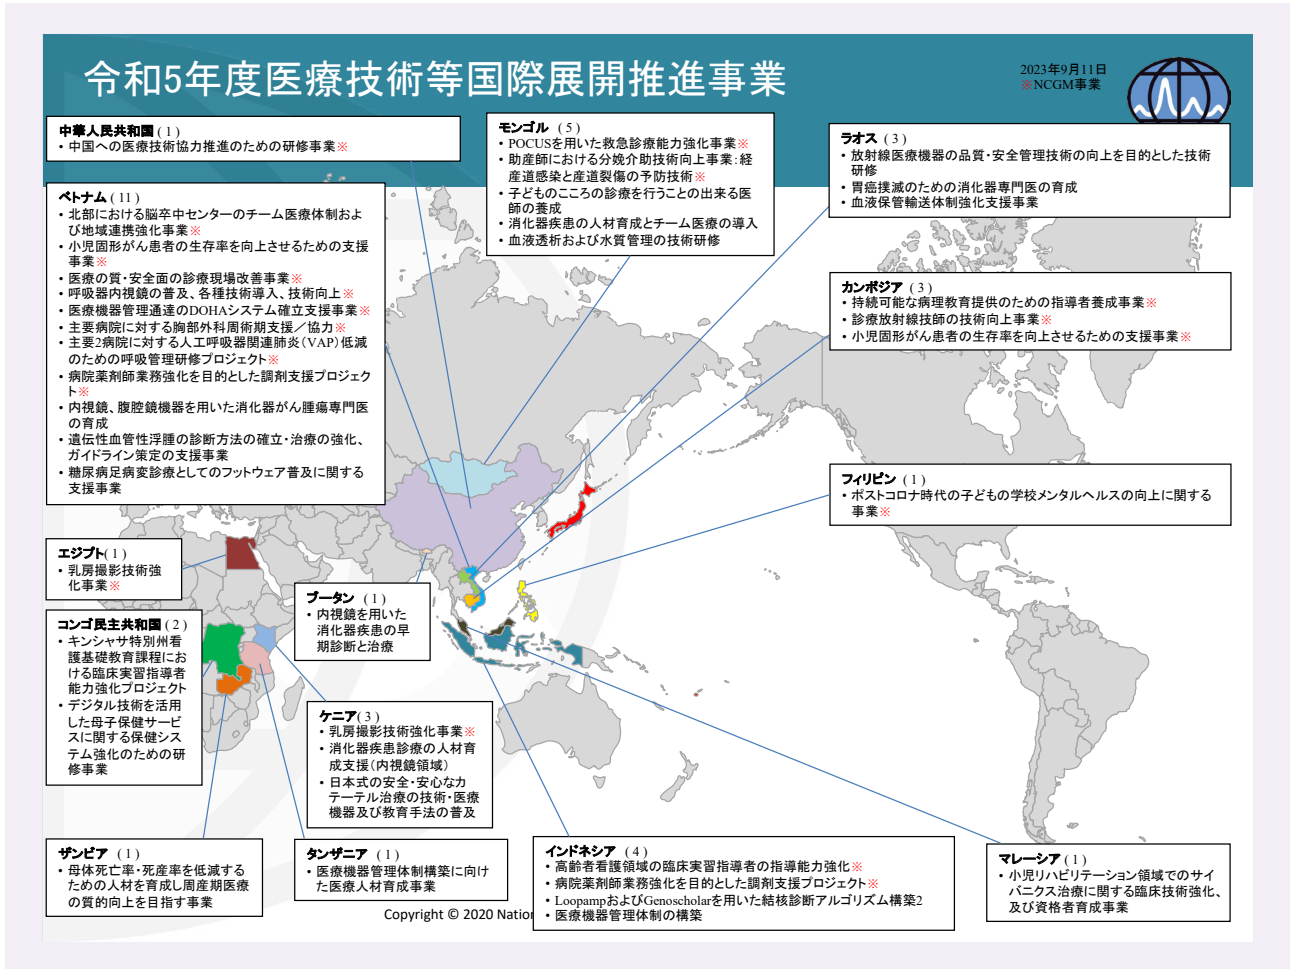 令和5年度医療技術等国際展開推進事業
2023年9月11日
※NCGM事業
中華人民共和国 ( 1 )
• 中国への医療技術協力推進のための研修事業※
ベトナム ( 11 )
• 北部における脳卒中センターのチーム医療体制およ
び地域連携強化事業※
• 小児固形がん患者の生存率を向上させるための支援
事業※
• 医療の質・安全面の診療現場改善事業※
• 呼吸器内視鏡の普及、各種技術導入、技術向上※
• 医療機器管理通達のDOHAシステム確立支援事業※
• 主要病院に対する胸部外科周術期支援／協力※
• 主要2病院に対する人工呼吸器関連肺炎（VAP）低減
のための呼吸管理研修プロジェクト※
• 病院薬剤師業務強化を目的とした調剤支援プロジェク
ト※
• 内視鏡、腹腔鏡機器を用いた消化器がん腫瘍専門医
の育成
• 遺伝性血管性浮腫の診断方法の確立・治療の強化、
ガイドライン策定の支援事業
• 糖尿病足病変診療としてのフットウェア普及に関する
支援事業
モンゴル ( 5 )
• POCUSを用いた救急診療能力強化事業※
• 助産師における分娩介助技術向上事業：経
産道感染と産道裂傷の予防技術※
• 子どものこころの診療を行うことの出来る医
師の養成
• 消化器疾患の人材育成とチーム医療の導入
• 血液透析および水質管理の技術研修
ラオス ( 3 )
• 放射線医療機器の品質・安全管理技術の向上を目的とした技術
研修
• 胃癌撲滅のための消化器専門医の育成
• 血液保管輸送体制強化支援事業
カンボジア ( 3 )
• 持続可能な病理教育提供のための指導者養成事業※
• 診療放射線技師の技術向上事業※
• 小児固形がん患者の生存率を向上させるための支援事業※
フィリピン ( 1 )
• ポストコロナ時代の子どもの学校メンタルヘルスの向上に関する
事業※
エジプト( 1 )
• 乳房撮影技術強
化事業※
ブータン ( 1 )
• 内視鏡を用いた
消化器疾患の早
期診断と治療
コンゴ民主共和国 ( 2 )
• キンシャサ特別州看
護基礎教育課程にお
ける臨床実習指導者
能力強化プロジェクト
• デジタル技術を活用
した母子保健サービ
スに関する保健シス
テム強化のための研
修事業
ケニア( 3 )
• 乳房撮影技術強化事業※
• 消化器疾患診療の人材育
成支援（内視鏡領域）
• 日本式の安全・安心なカ
テーテル治療の技術・医療
機器及び教育手法の普及
ザンビア ( 1 )
• 母体死亡率・死産率を低減する
ための人材を育成し周産期医療
の質的向上を目指す事業
タンザニア ( 1 )
• 医療機器管理体制構築に向け
た医療人材育成事業
インドネシア ( 4 )
• 高齢者看護領域の臨床実習指導者の指導能力強化※
• 病院薬剤師業務強化を目的とした調剤支援プロジェクト※
• LoopampおよびGenoscholarを用いた結核診断アルゴリズム構築2
• 医療機器管理体制の構築
マレーシア ( 1 )
• 小児リハビリテーション領域でのサイ
バニクス治療に関する臨床技術強化、
及び資格者育成事業
Copyright © 2020 Nation